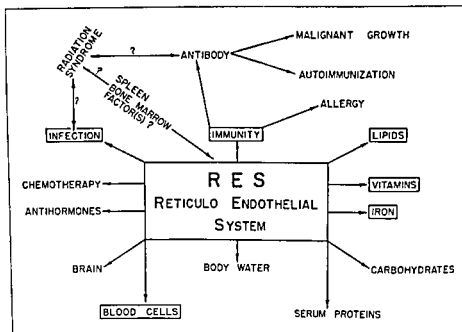 RADIATION
SYNDROME
?
ANTIBODY
MALIGNANT GROWTH
AUTOIMMUNIZATION
?
SPLEEN
BONE MARROW
FACTOR(S) ?
ALLERGY
?
INFECTION
IMMUNITY
LIPIDS
CHEMOTHERAPY
RES
RETICULO ENDOTHELIAL
SYSTEM
VITAMINS
ANTIHORMONES
IRON
BRAIN
BODY WATER
CARBOHYDRATES
BLOOD CELLS
SERUM PROTEINS